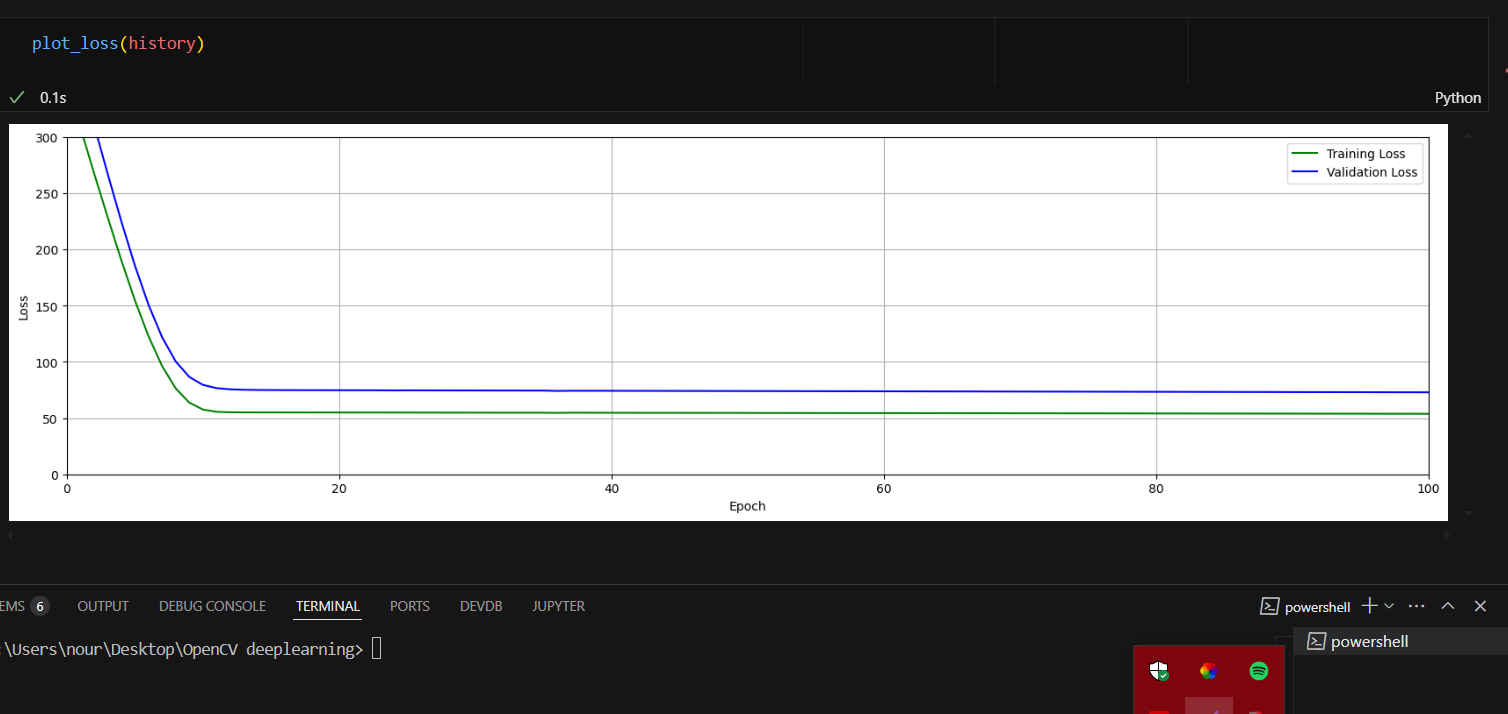 plot_loss(history)
0.1s
Python
300
250
200
150
100
50
0
Loss
0 20 40 60 80 100
Epoch
Training Loss
Validation Loss
EMS 6 OUTPUT DEBUG CONSOLE TERMINAL PORTS DEVDB JUPYTER
powershell
:\Users\nour\Desktop\OpenCV deeplearning>
powershell